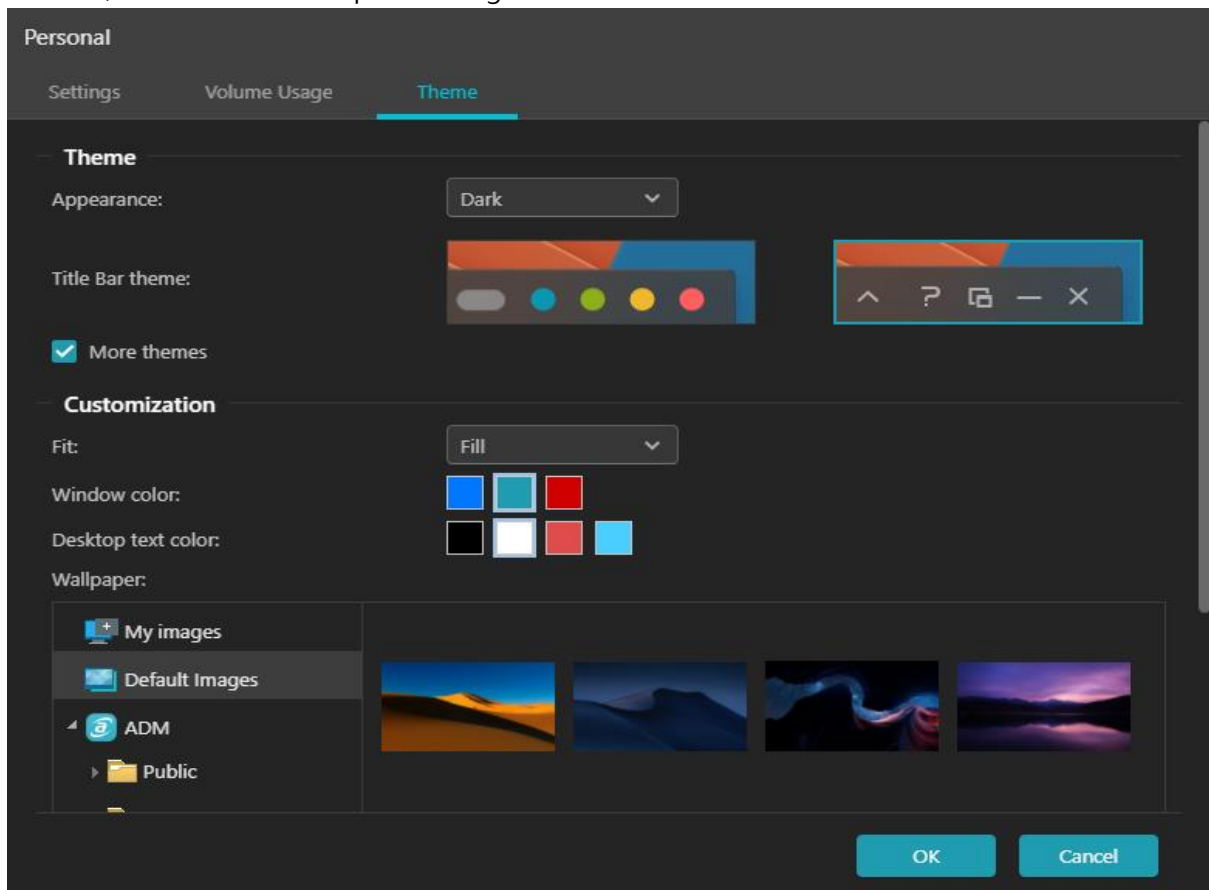 Personal
Settings Volume Usage Theme
Theme
Appearance: Dark
Title Bar theme:
More themes
Customization
Fit: Fill
Window color:
Desktop text color:
Wallpaper:
My images
Default Images
ADM
Public
OK Cancel